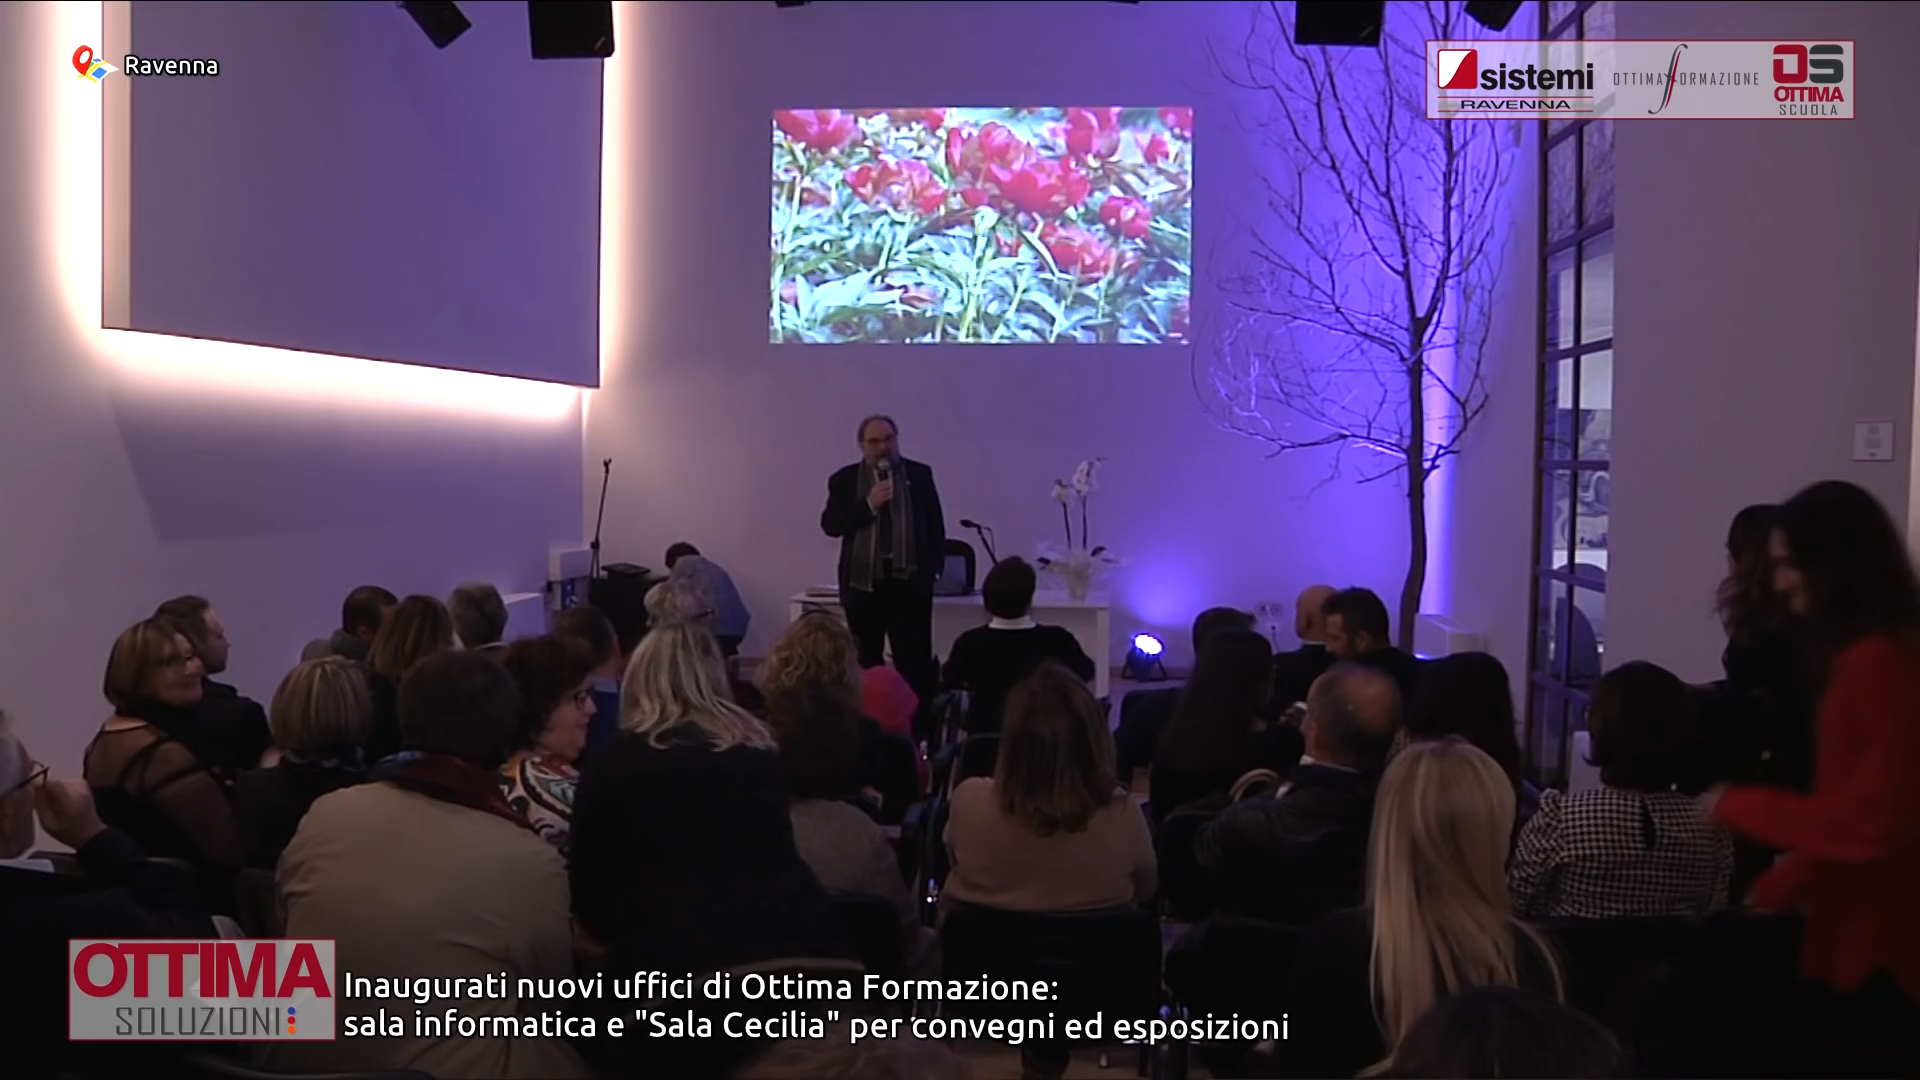 Ravenna
sistemi
RAVENNA
OTTIMA FORMAZIONE
OS
OTTIMA
SCUOLA
OTTIMA
SOLUZIONI
Inaugurati nuovi uffici di Ottima Formazione:
sala informatica e "Sala Cecilia" per convegni ed esposizioni